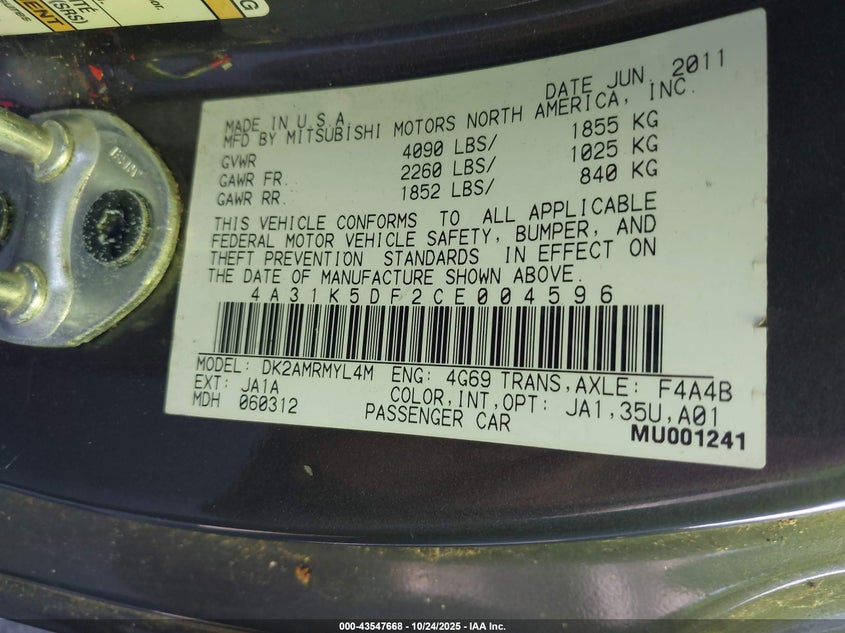 ITÉ
(SRS)
MENT
G
DATE JUN. 2011
MADE IN U.S.A.
MFD BY MITSUBISHI MOTORS NORTH AMERICA, INC.
GVWR 4090 LBS/ 1855 KG
GAWR FR. 2260 LBS/ 1025 KG
GAWR RR. 1852 LBS/ 840 KG
THIS VEHICLE CONFORMS TO ALL APPLICABLE
FEDERAL MOTOR VEHICLE SAFETY, BUMPER, AND
THEFT PREVENTION STANDARDS IN EFFECT ON
THE DATE OF MANUFACTURE SHOWN ABOVE.
4A31K5DF2CE004596
MODEL: DK2AMRMYL4M ENG: 4G69 TRANS,AXLE: F4A4B
EXT: JA1A COLOR,INT,OPT: JA1,35U,A01
MDH 060312 PASSENGER CAR
MU001241
000-43547668 - 10/24/2025 - IAA Inc.